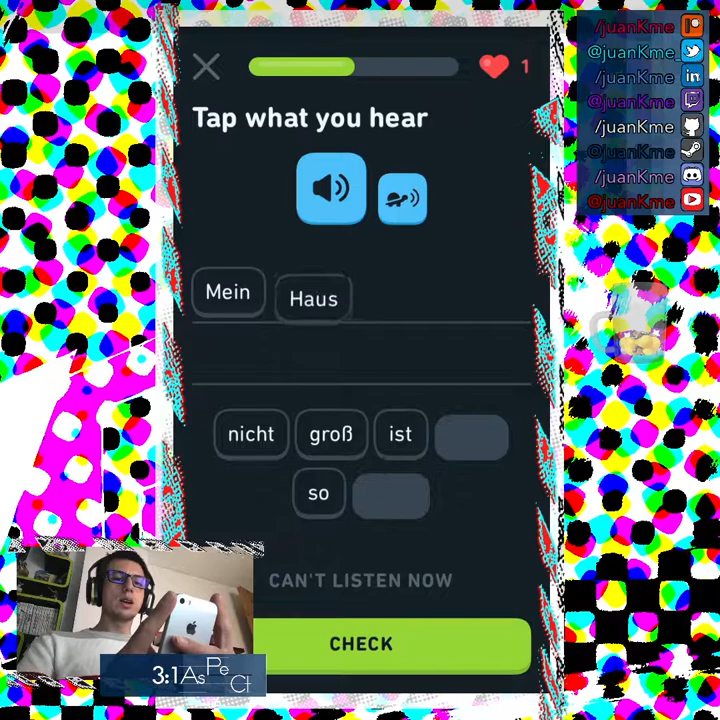 /juanKme
@juanKme_
/juanKme
@juanKme
/juanKme
@juanKme
/juanKme
@juanKme
1
Tap what you hear
Mein Haus
nicht groß ist
so
CAN'T LISTEN NOW
CHECK
3:1AsPeCt